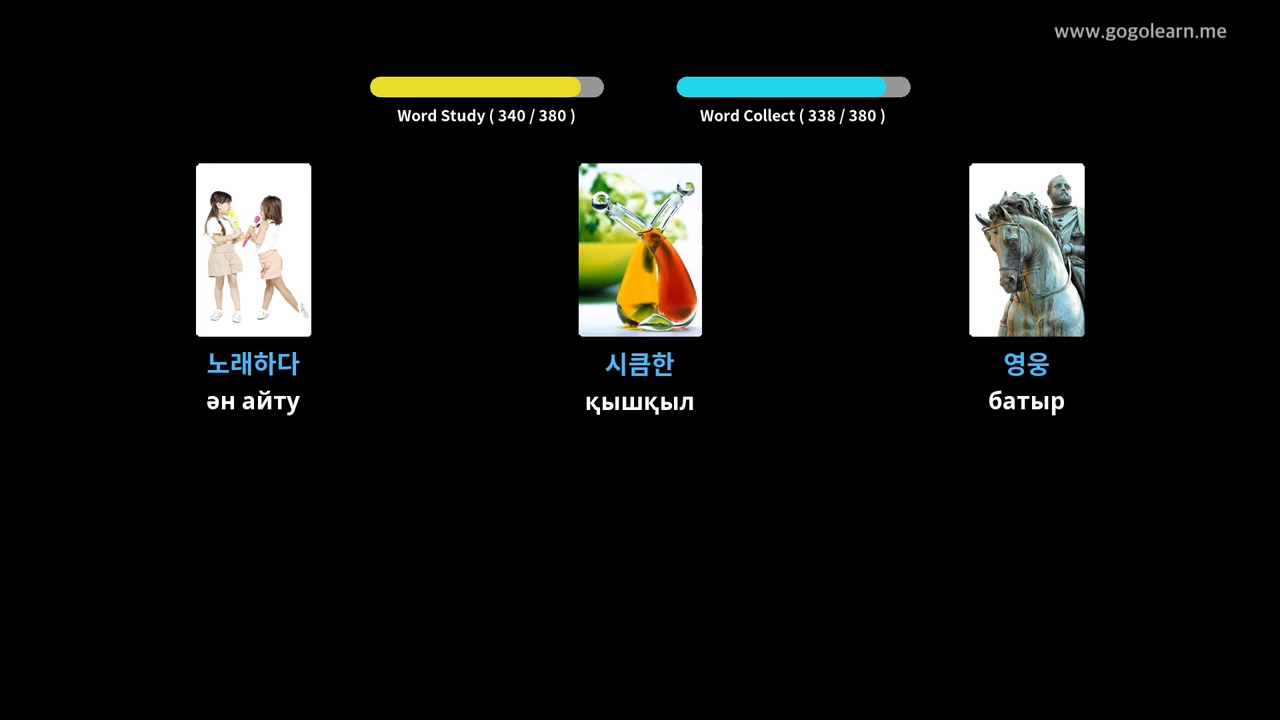 www.gogolearn.me
Word Study ( 340 / 380 )
Word Collect ( 338 / 380 )
노래하다
시큼한
영웅
ән айту
қышқыл
батыр